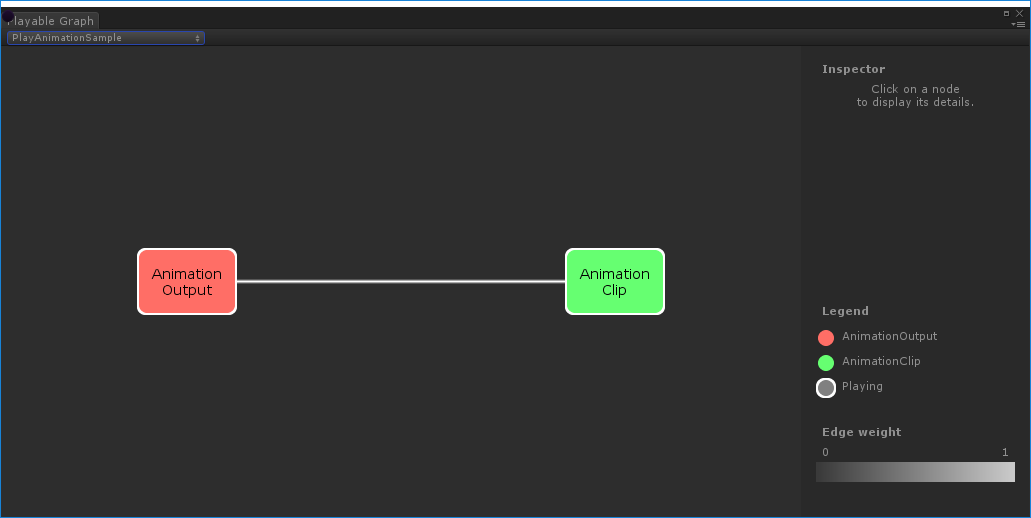 Playable Graph
PlayAnimationSample
Inspector
Click on a node
to display its details.
Animation
Output
Animation
Clip
Legend
AnimationOutput
AnimationClip
Playing
Edge weight
0 1